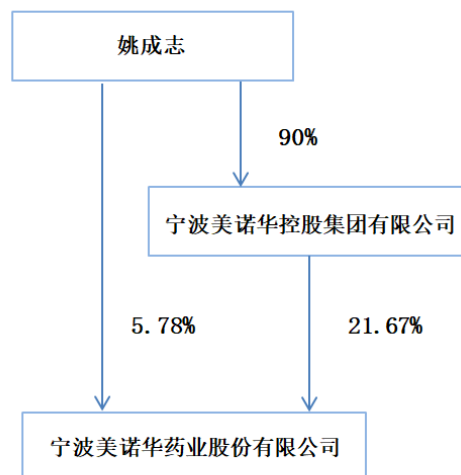 姚成志
90%
宁波美诺华控股集团有限公司
5.78%
21.67%
宁波美诺华药业股份有限公司